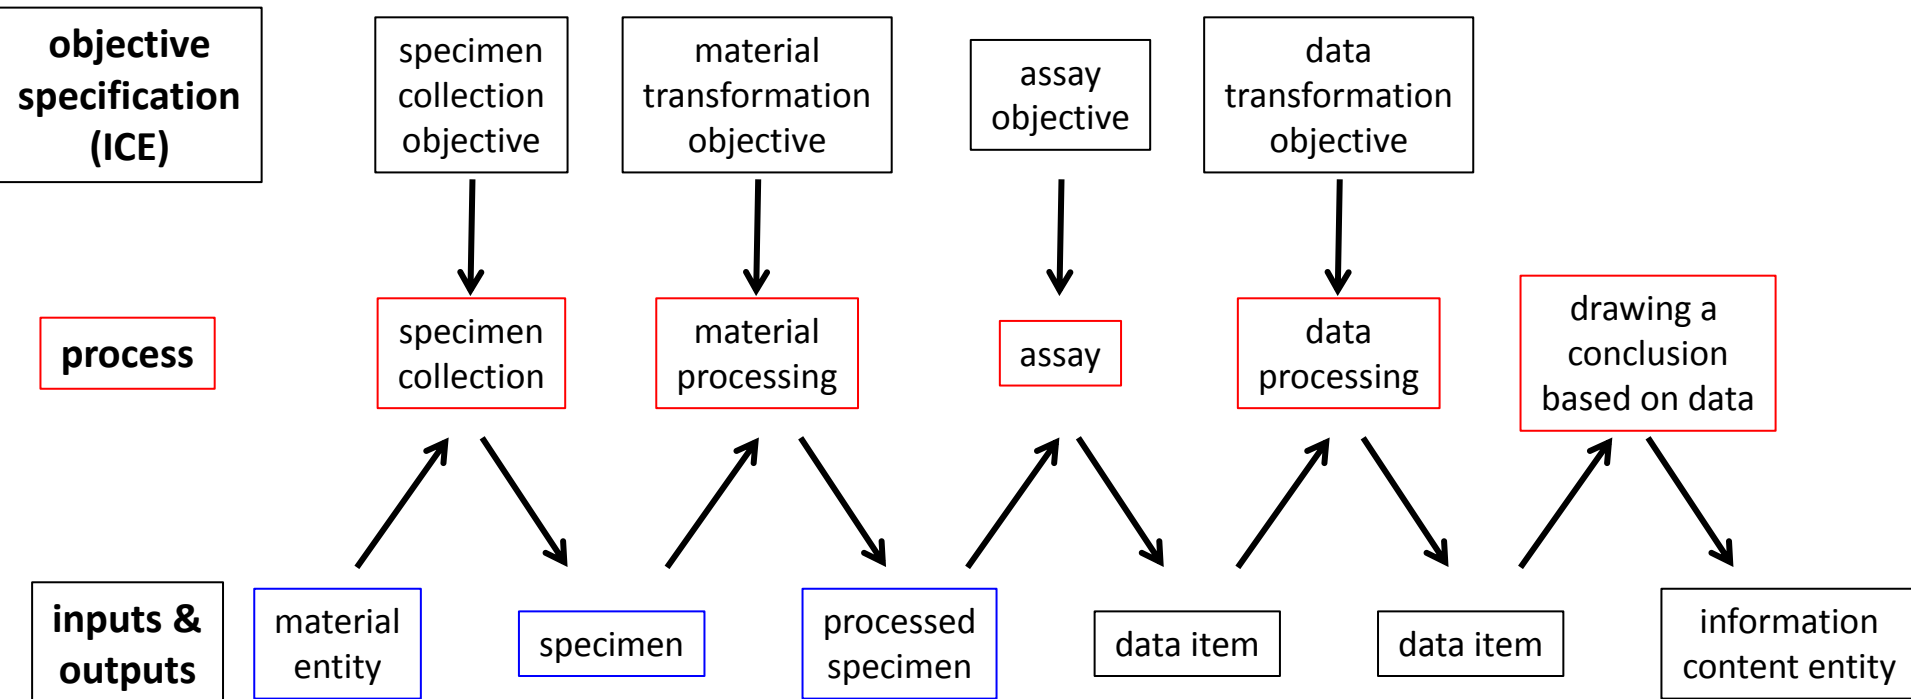 objective
specification
(ICE)
specimen
collection
objective
material
transformation
objective
assay
objective
data
transformation
objective
process
specimen
collection
material
processing
assay
data
processing
drawing a
conclusion
based on data
inputs &
outputs
material
entity
specimen
processed
specimen
data item
data item
information
content entity